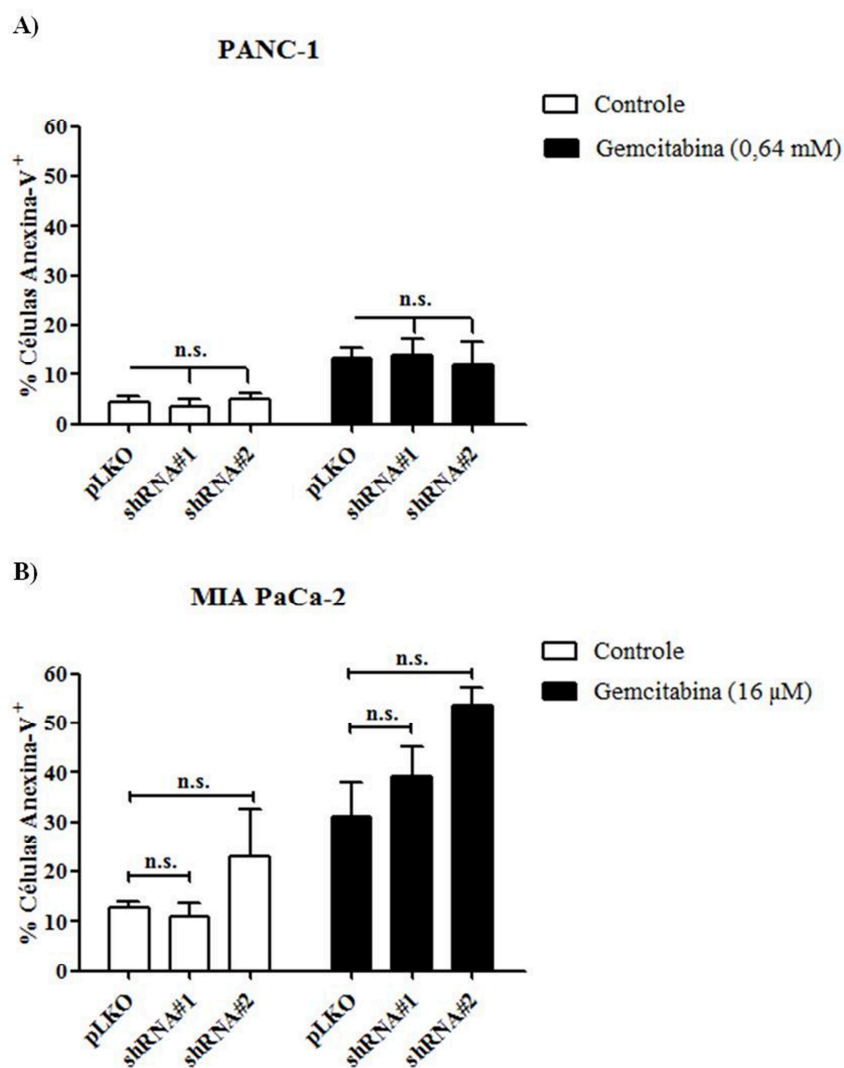 A)
PANC-1
Controle
Gemcitabina (0,64 mM)
% Células Anexina-V+
60
50
40
30
20
10
0
n.s.
n.s.
pLKO
shRNA#1
shRNA#2
pLKO
shRNA#1
shRNA#2
B)
MIA PaCa-2
Controle
Gemcitabina (16 µM)
% Células Anexina-V+
60
50
40
30
20
10
0
n.s.
n.s.
n.s.
n.s.
pLKO
shRNA#1
shRNA#2
pLKO
shRNA#1
shRNA#2